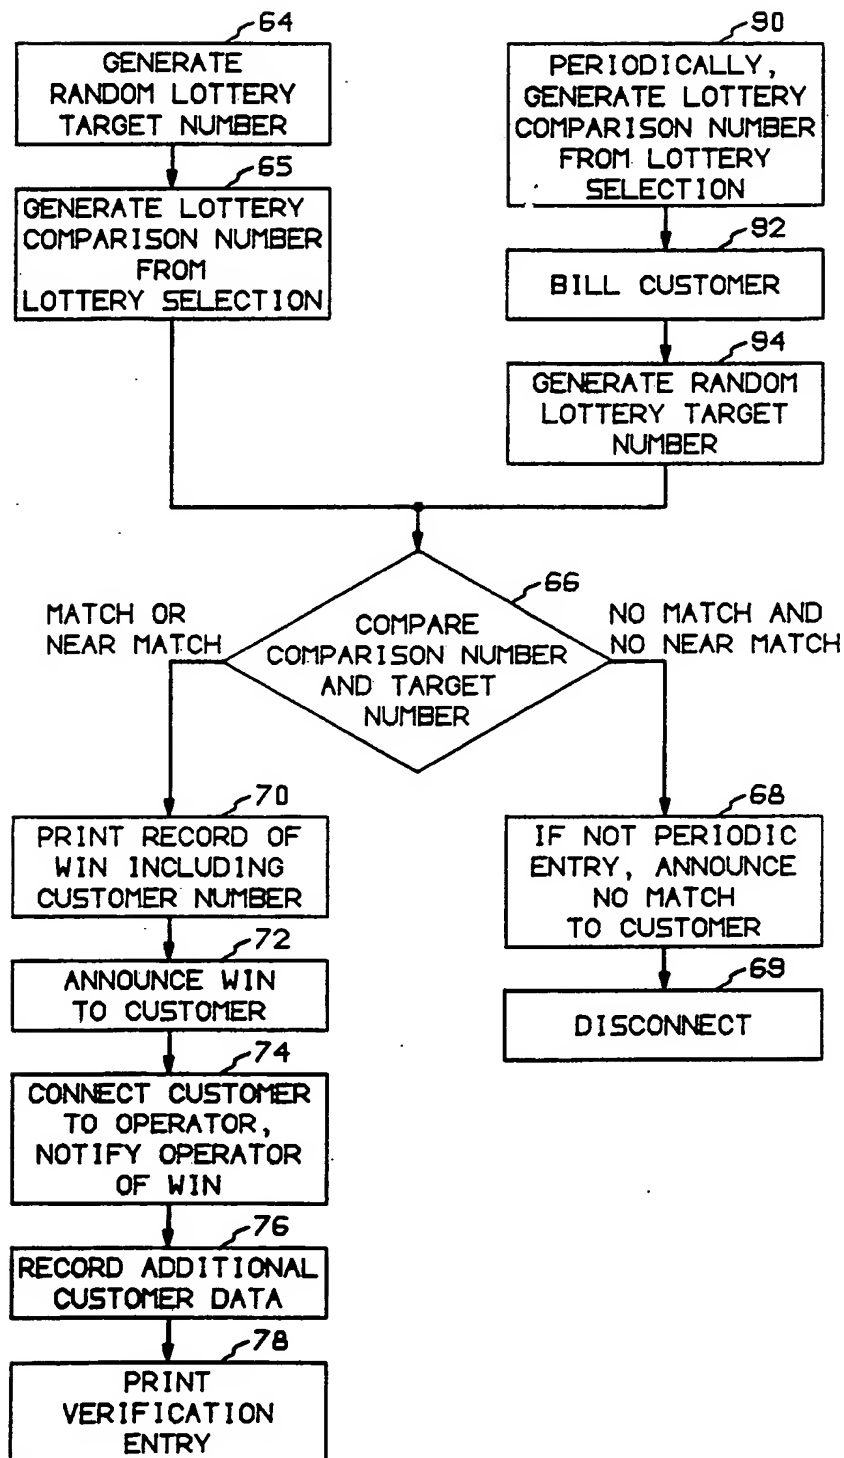 64
GENERATE
RANDOM LOTTERY
TARGET NUMBER
65
GENERATE LOTTERY
COMPARISON NUMBER
FROM
LOTTERY SELECTION
90
PERIODICALLY,
GENERATE LOTTERY
COMPARISON NUMBER
FROM LOTTERY
SELECTION
92
BILL CUSTOMER
94
GENERATE RANDOM
LOTTERY TARGET
NUMBER
66
COMPARE
COMPARISON NUMBER
AND TARGET
NUMBER
MATCH OR
NEAR MATCH
NO MATCH AND
NO NEAR MATCH
70
PRINT RECORD OF
WIN INCLUDING
CUSTOMER NUMBER
72
ANNOUNCE WIN
TO CUSTOMER
74
CONNECT CUSTOMER
TO OPERATOR,
NOTIFY OPERATOR
OF WIN
76
RECORD ADDITIONAL
CUSTOMER DATA
78
PRINT
VERIFICATION
ENTRY
68
IF NOT PERIODIC
ENTRY, ANNOUNCE
NO MATCH
TO CUSTOMER
69
DISCONNECT